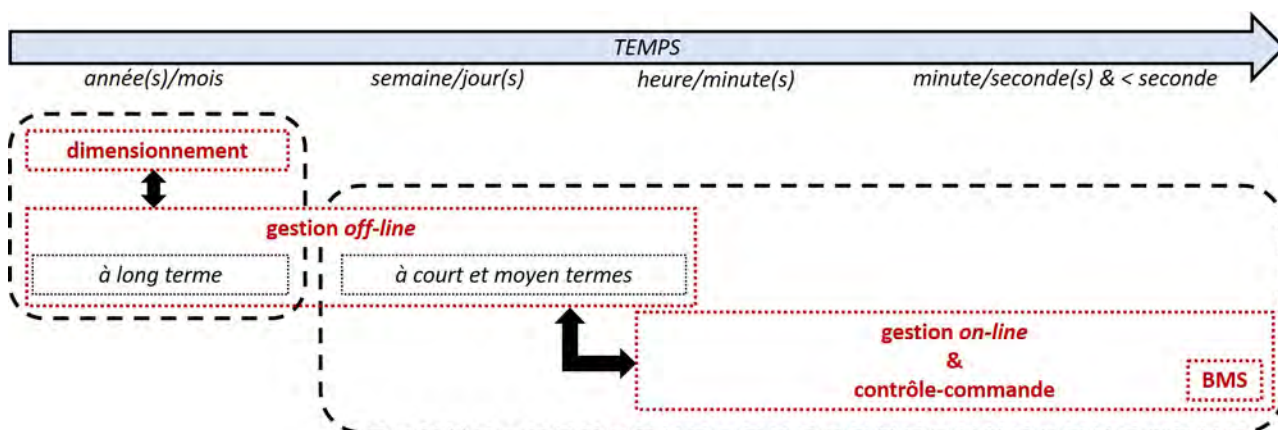 TEMPS
année(s)/mois semaine/jour(s) heure/minute(s) minute/seconde(s) & < seconde
dimensionnement
gestion off-line
à long terme à court et moyen termes
gestion on-line
&
contrôle-commande
BMS